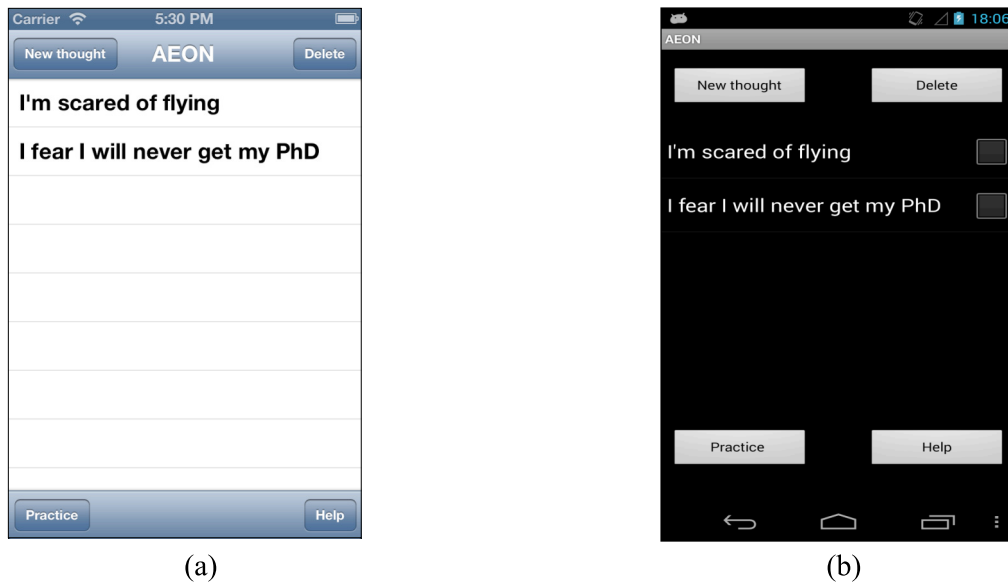 Carrier 5:30 PM
New thought AEON Delete
I'm scared of flying
I fear I will never get my PhD
Practice Help
(a)
18:06
AEON
New thought Delete
I'm scared of flying
I fear I will never get my PhD
Practice Help
(b)